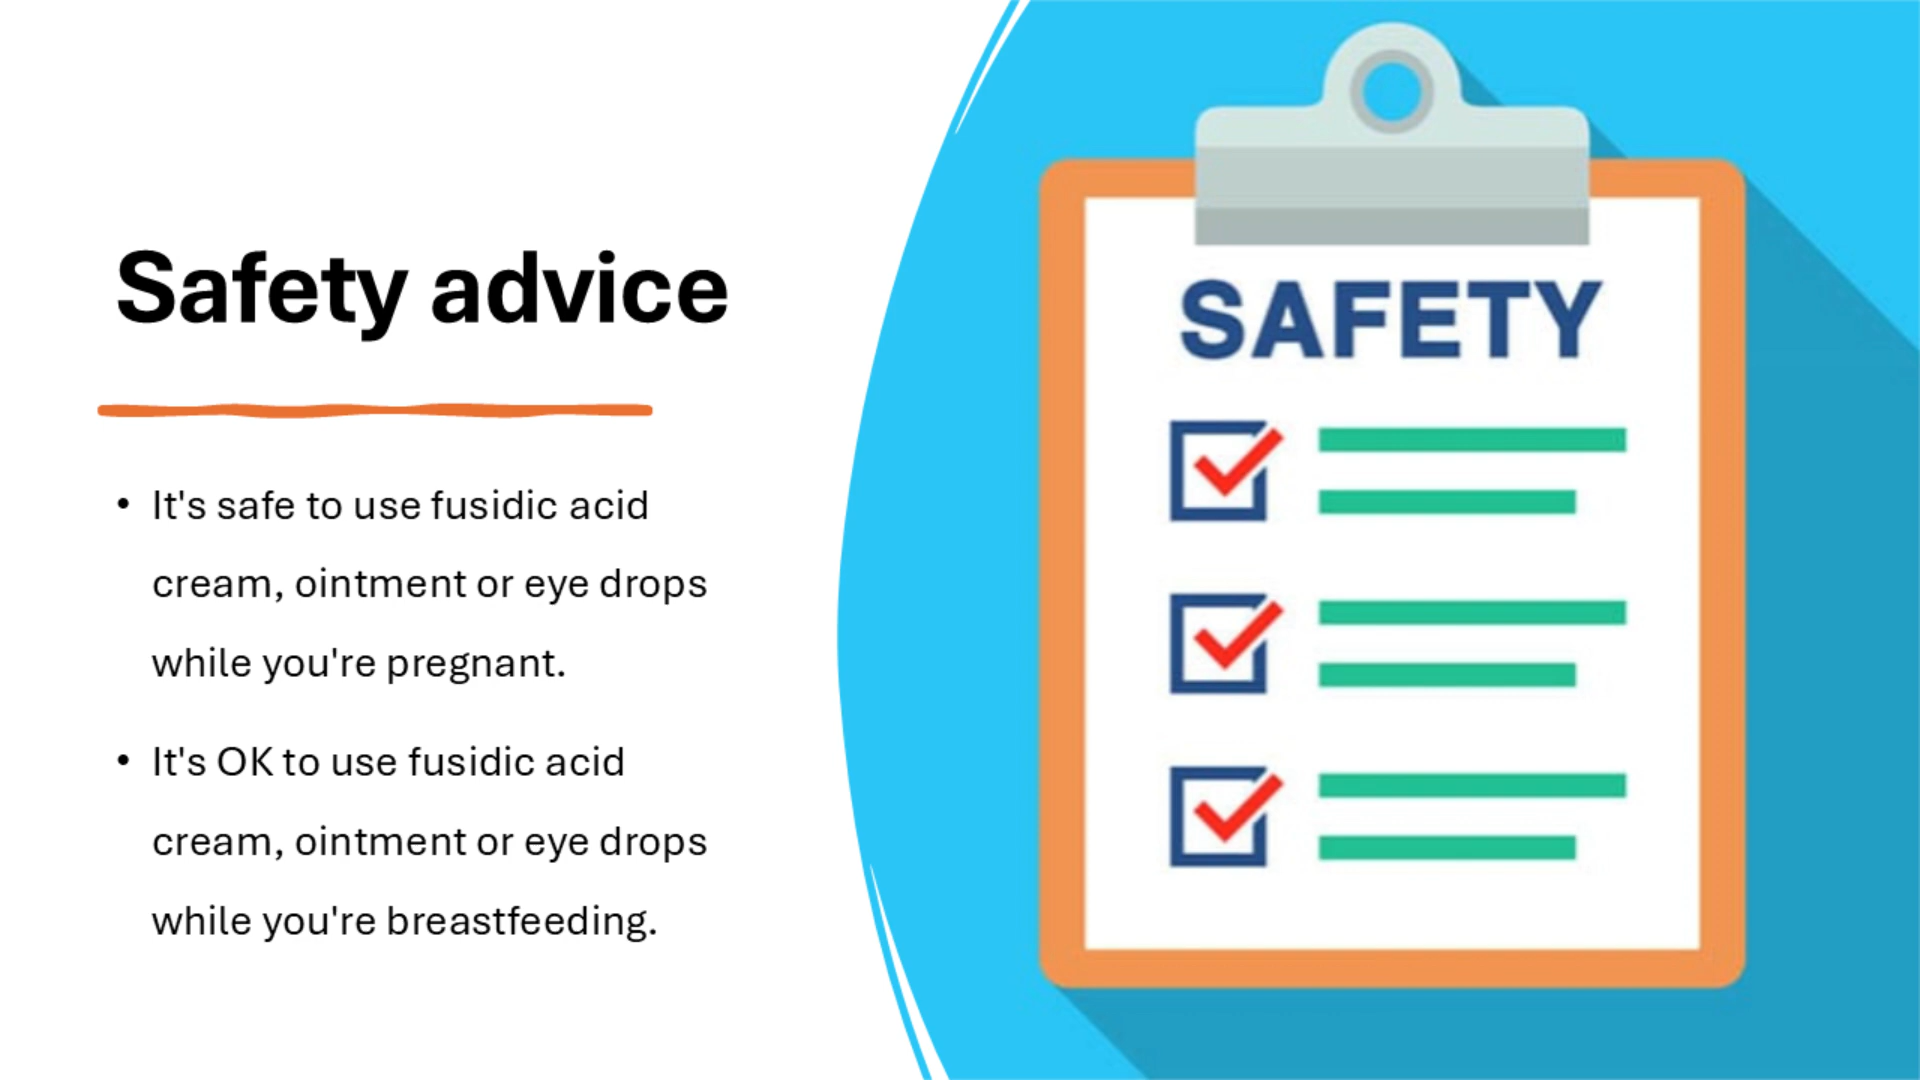 Safety advice
• It's safe to use fusidic acid
cream, ointment or eye drops
while you're pregnant.
• It's OK to use fusidic acid
cream, ointment or eye drops
while you're breastfeeding.
SAFETY